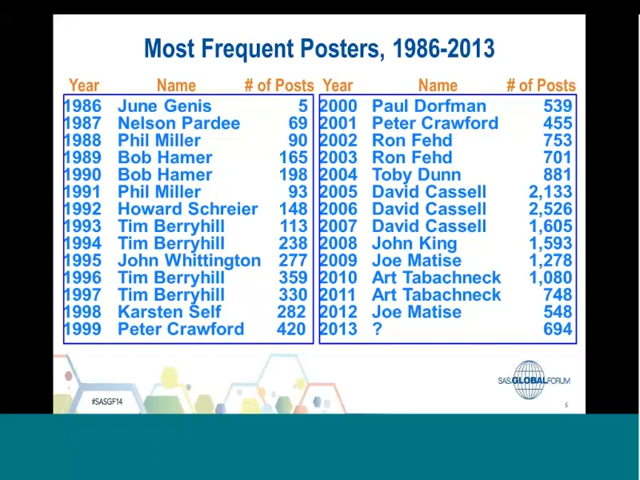 Most Frequent Posters, 1986-2013
Year Name # of Posts Year Name # of Posts
1986 June Genis 5 2000 Paul Dorfman 539
1987 Nelson Pardee 69 2001 Peter Crawford 455
1988 Phil Miller 90 2002 Ron Fehd 753
1989 Bob Hamer 165 2003 Ron Fehd 701
1990 Bob Hamer 198 2004 Toby Dunn 881
1991 Phil Miller 93 2005 David Cassell 2,133
1992 Howard Schreier 148 2006 David Cassell 2,526
1993 Tim Berryhill 113 2007 David Cassell 1,605
1994 Tim Berryhill 238 2008 John King 1,593
1995 John Whittington 277 2009 Joe Matise 1,278
1996 Tim Berryhill 359 2010 Art Tabachneck 1,080
1997 Tim Berryhill 330 2011 Art Tabachneck 748
1998 Karsten Self 282 2012 Joe Matise 548
1999 Peter Crawford 420 2013 ? 694
SAS GLOBAL FORUM
#SASGF14
5